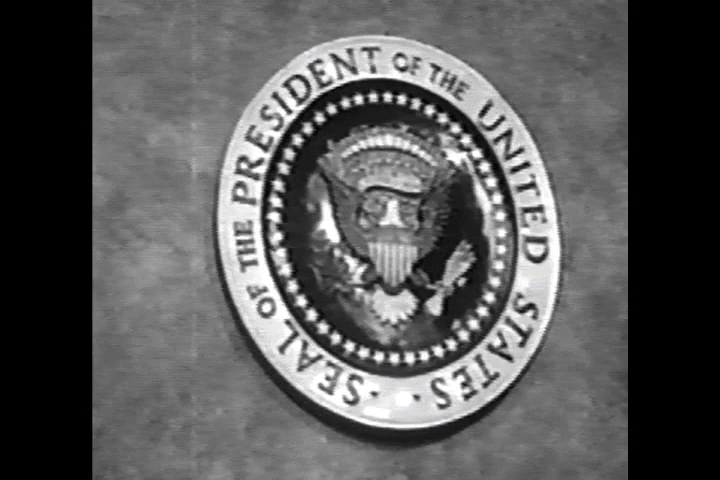 SEAL OF THE PRESIDENT OF THE UNITED STATES